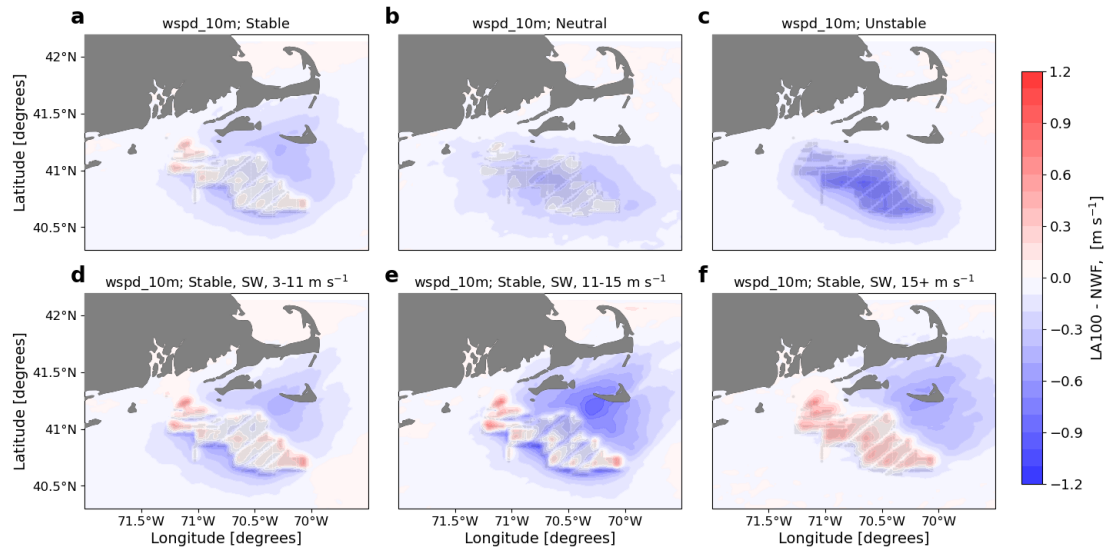 a wspd_10m; Stable
b wspd_10m; Neutral
c wspd_10m; Unstable
42°N
41.5°N
41°N
40.5°N
Latitude [degrees]
d wspd_10m; Stable, SW, 3-11 m s⁻¹
e wspd_10m; Stable, SW, 11-15 m s⁻¹
f wspd_10m; Stable, SW, 15+ m s⁻¹
42°N
41.5°N
41°N
40.5°N
Latitude [degrees]
71.5°W 71°W 70.5°W 70°W
71.5°W 71°W 70.5°W 70°W
71.5°W 71°W 70.5°W 70°W
Longitude [degrees]
Longitude [degrees]
Longitude [degrees]
1.2
0.9
0.6
0.3
0.0
−0.3
−0.6
−0.9
−1.2
LA100 - NWF, [m s⁻¹]